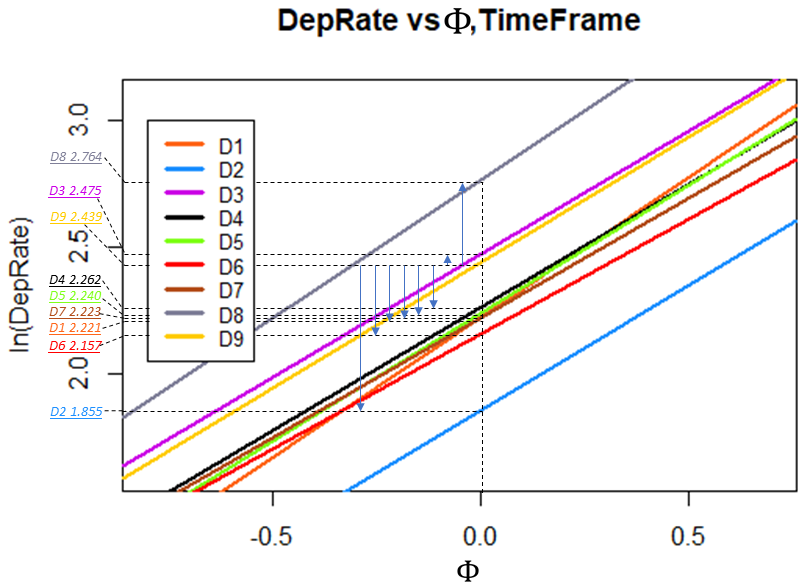 DepRate vs Φ,TimeFrame
ln(DepRate)
3.0
2.5
2.0
D8 2.764
D3 2.475
D9 2.439
D4 2.262
D5 2.240
D7 2.223
D1 2.221
D6 2.157
D2 1.855
D1
D2
D3
D4
D5
D6
D7
D8
D9
-0.5
0.0
0.5
Φ